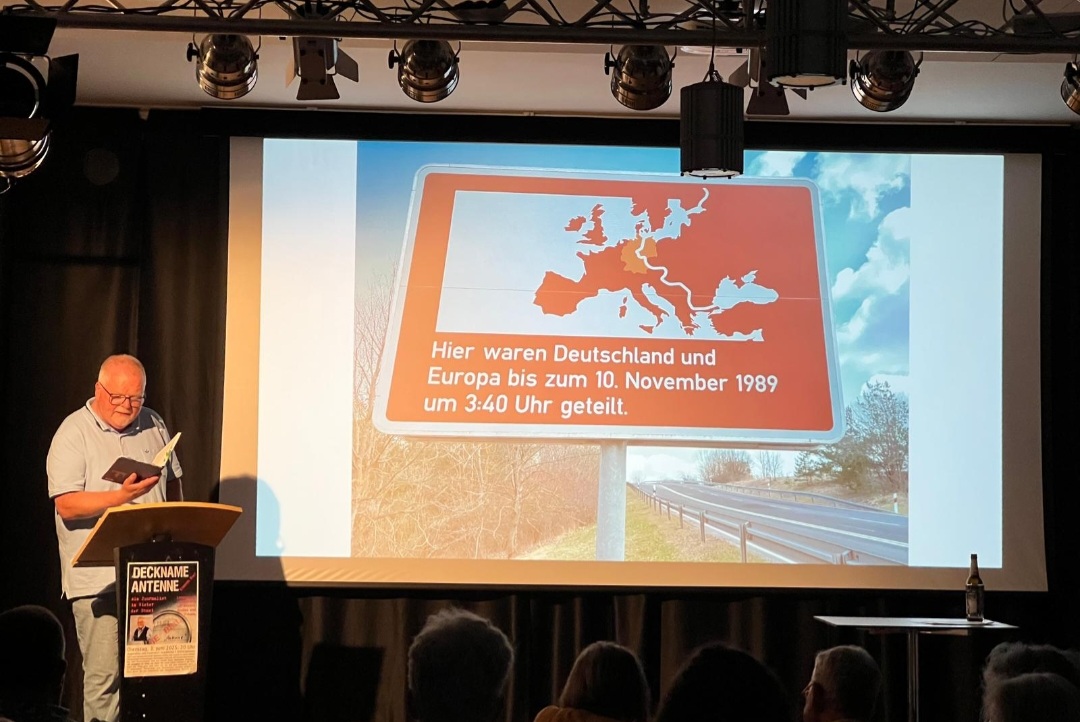 Hier waren Deutschland und
Europa bis zum 10. November 1989
um 3:40 Uhr geteilt.
DECKNAME
ANTENNE